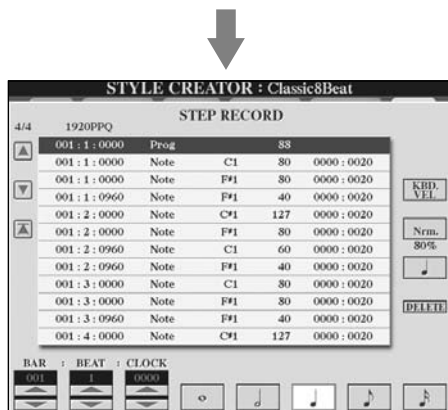 STYLE CREATOR : Classic8Beat
STEP RECORD
4/4 1920PPQ
001 : 1 : 0000 Prog 88
001 : 1 : 0000 Note C1 80 0000 : 0020
001 : 1 : 0000 Note F#1 80 0000 : 0020
001 : 1 : 0960 Note F#1 40 0000 : 0020
001 : 2 : 0000 Note C#1 127 0000 : 0020
001 : 2 : 0000 Note F#1 80 0000 : 0020
001 : 2 : 0960 Note C1 60 0000 : 0020
001 : 2 : 0960 Note F#1 40 0000 : 0020
001 : 3 : 0000 Note C1 80 0000 : 0020
001 : 3 : 0000 Note F#1 80 0000 : 0020
001 : 3 : 0960 Note F#1 40 0000 : 0020
001 : 4 : 0000 Note C#1 127 0000 : 0020
KBD.
VEL
Nrm.
80%
DELETE
BAR : BEAT : CLOCK
001 1 0000